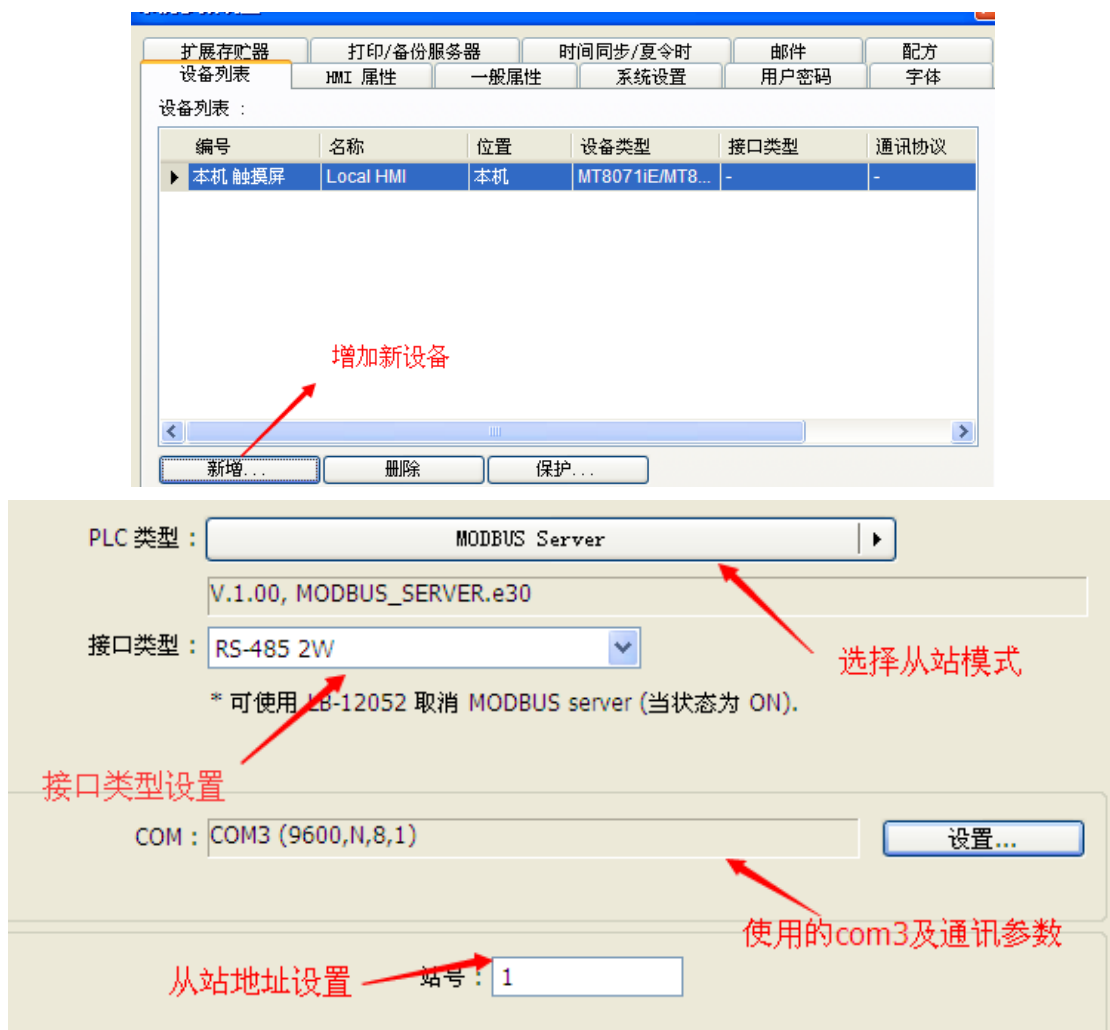 扩展存贮器 打印/备份服务器 时间同步/夏令时 邮件 配方
设备列表 HMI 属性 一般属性 系统设置 用户密码 字体
设备列表 :
编号 名称 位置 设备类型 接口类型 通讯协议
本机 触摸屏 Local HMI 本机 MT8071iE/MT8... - -
增加新设备
新增... 删除 保护...
PLC 类型 : MODBUS Server
V.1.00, MODBUS_SERVER.e30
接口类型 : RS-485 2W
选择从站模式
* 可使用 LB-12052 取消 MODBUS server (当状态为 ON).
接口类型设置
COM : COM3 (9600,N,8,1) 设置...
使用的com3及通讯参数
从站地址设置 站号 : 1